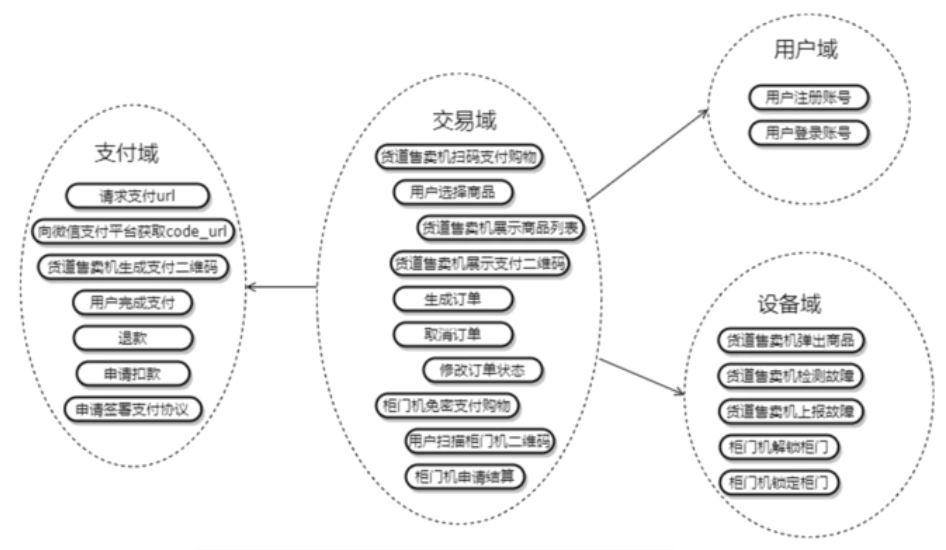 支付域
请求支付url
向微信支付平台获取code_url
货道售卖机生成支付二维码
用户完成支付
退款
申请扣款
申请签署支付协议
交易域
货道售卖机扫码支付购物
用户选择商品
货道售卖机展示商品列表
货道售卖机展示支付二维码
生成订单
取消订单
修改订单状态
柜门机免密支付购物
用户扫描柜门机二维码
柜门机申请结算
用户域
用户注册账号
用户登录账号
设备域
货道售卖机弹出商品
货道售卖机检测故障
货道售卖机上报故障
柜门机解锁柜门
柜门机锁定柜门